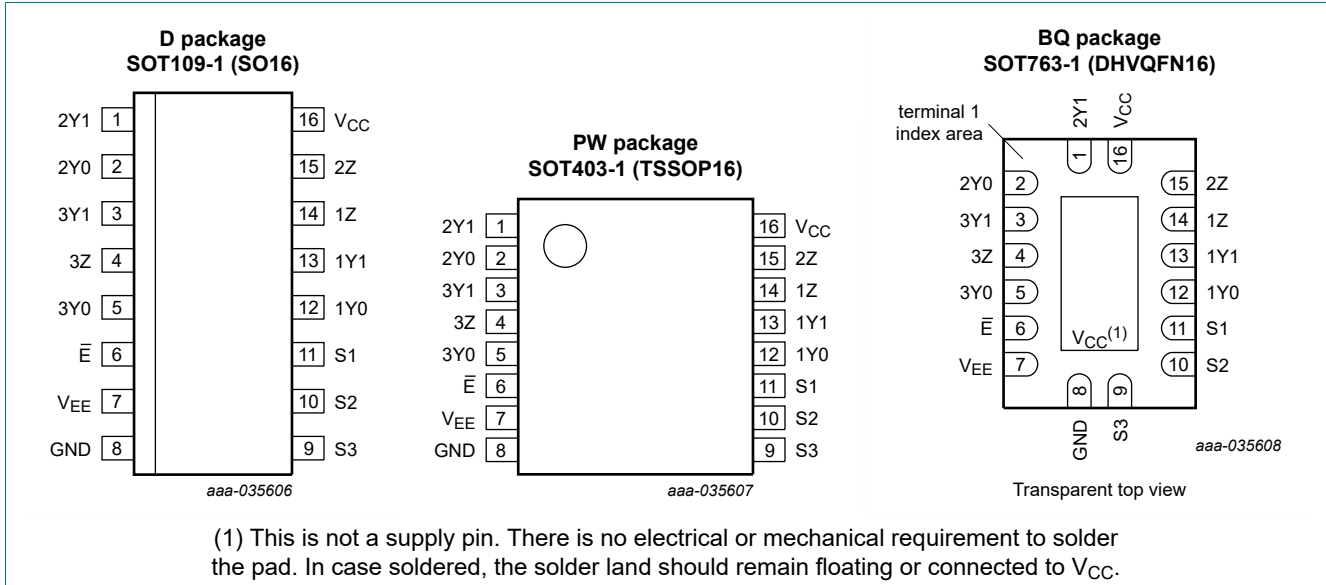 D package
SOT109-1 (SO16)
2Y1 1
2Y0 2
3Y1 3
3Z 4
3Y0 5
E̅ 6
VEE 7
GND 8
16 VCC
15 2Z
14 1Z
13 1Y1
12 1Y0
11 S1
10 S2
9 S3
aaa-035606
PW package
SOT403-1 (TSSOP16)
2Y1 1
2Y0 2
3Y1 3
3Z 4
3Y0 5
E̅ 6
VEE 7
GND 8
16 VCC
15 2Z
14 1Z
13 1Y1
12 1Y0
11 S1
10 S2
9 S3
aaa-035607
BQ package
SOT763-1 (DHVQFN16)
terminal 1
index area
2Y1 1
VCC 16
2Y0 2
3Y1 3
3Z 4
3Y0 5
E̅ 6
VEE 7
15 2Z
14 1Z
13 1Y1
12 1Y0
11 S1
10 S2
VCC(1)
8 GND
9 S3
aaa-035608
Transparent top view
(1) This is not a supply pin. There is no electrical or mechanical requirement to solder
the pad. In case soldered, the solder land should remain floating or connected to VCC.